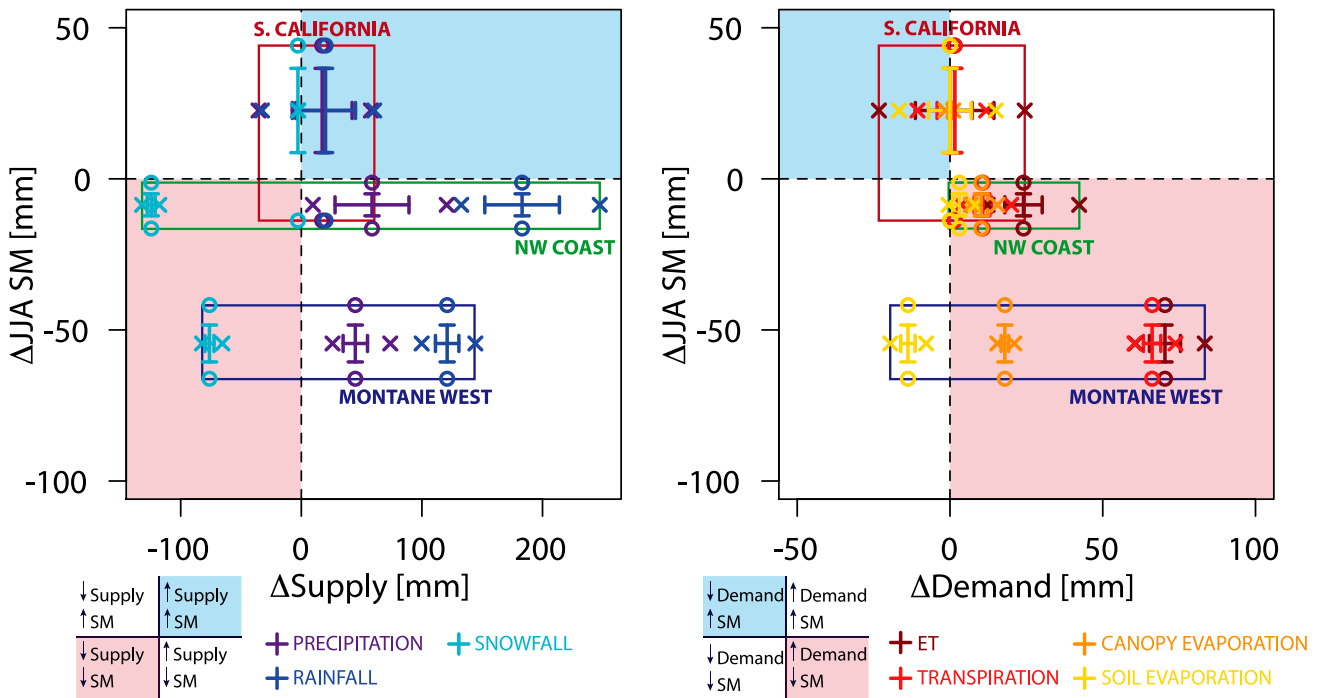 S. CALIFORNIA
NW COAST
MONTANE WEST
50
0
-50
-100
ΔJJA SM [mm]
-100 0 100 200
ΔSupply [mm]
↓ Supply ↑ Supply
↑ SM ↑ SM
↓ Supply ↑ Supply
↓ SM ↓ SM
PRECIPITATION SNOWFALL
RAINFALL
S. CALIFORNIA
NW COAST
MONTANE WEST
50
0
-50
-100
ΔJJA SM [mm]
-50 0 50 100
ΔDemand [mm]
↓ Demand ↑ Demand
↑ SM ↑ SM
↓ Demand ↑ Demand
↓ SM ↓ SM
ET CANOPY EVAPORATION
TRANSPIRATION SOIL EVAPORATION